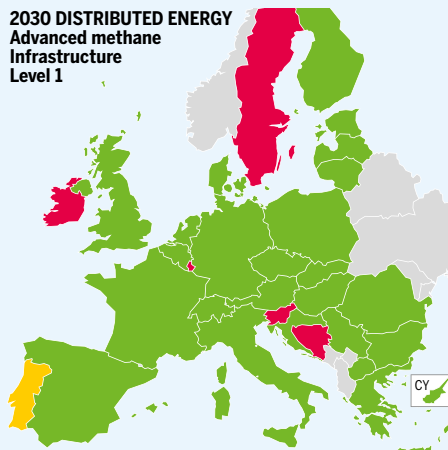 2030 DISTRIBUTED ENERGY
Advanced methane
Infrastructure
Level 1
CY